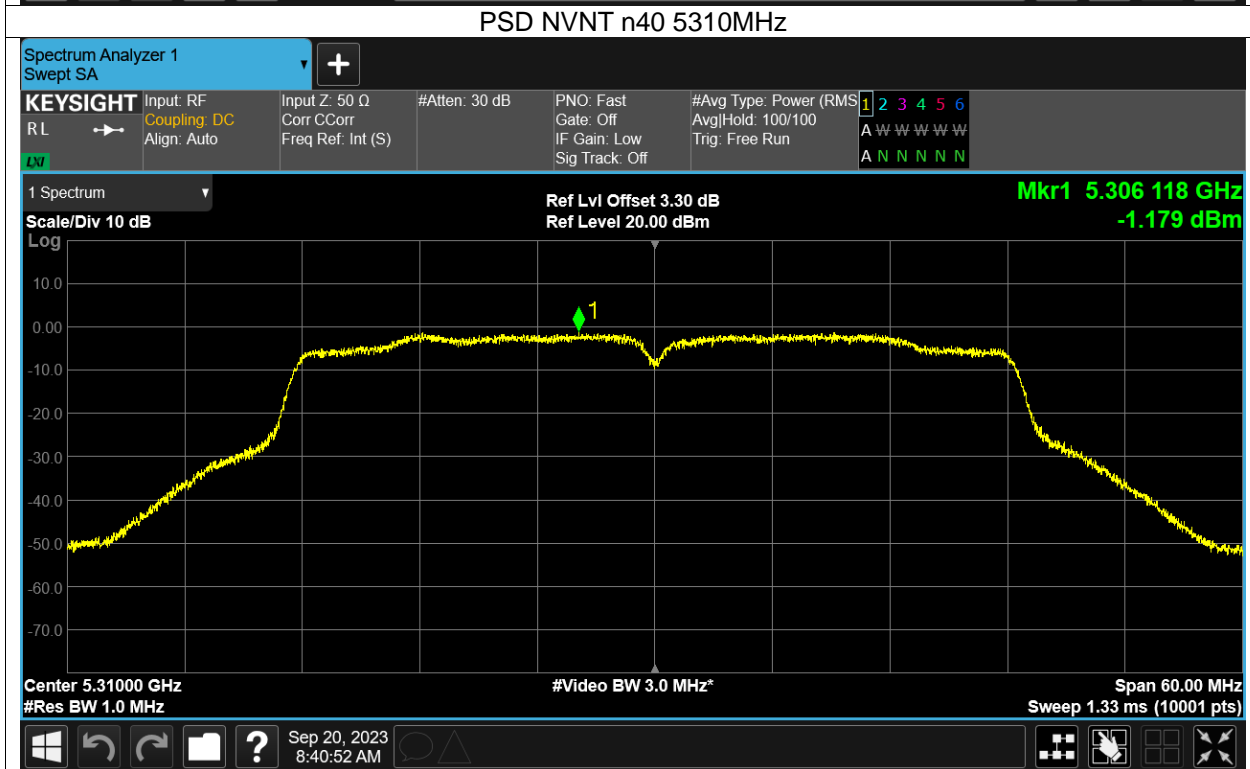 PSD NVNT n40 5310MHz
Spectrum Analyzer 1
Swept SA
KEYSIGHT Input: RF Input Z: 50 Ω #Atten: 30 dB PNO: Fast #Avg Type: Power (RMS 1 2 3 4 5 6
RL Coupling: DC Corr CCorr Gate: Off Avg|Hold: 100/100 A W W W W W
Align: Auto Freq Ref: Int (S) IF Gain: Low Trig: Free Run
LXI Sig Track: Off A N N N N N
1 Spectrum Ref Lvl Offset 3.30 dB Mkr1 5.306 118 GHz
Scale/Div 10 dB Ref Level 20.00 dBm -1.179 dBm
Log
10.0
1
0.00
-10.0
-20.0
-30.0
-40.0
-50.0
-60.0
-70.0
Center 5.31000 GHz #Video BW 3.0 MHz* Span 60.00 MHz
#Res BW 1.0 MHz Sweep 1.33 ms (10001 pts)
? Sep 20, 2023
8:40:52 AM